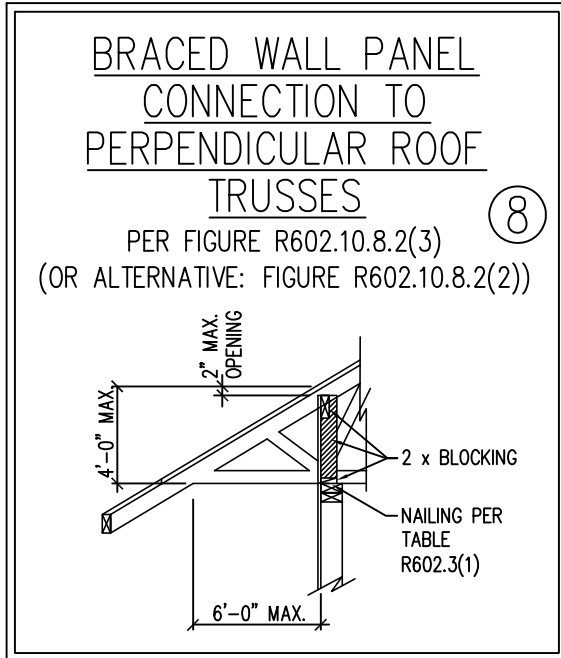 BRACED WALL PANEL
CONNECTION TO
PERPENDICULAR ROOF
TRUSSES
8
PER FIGURE R602.10.8.2(3)
(OR ALTERNATIVE: FIGURE R602.10.8.2(2))
2" MAX.
OPENING
4'-0" MAX.
2 x BLOCKING
NAILING PER
TABLE
R602.3(1)
6'-0" MAX.